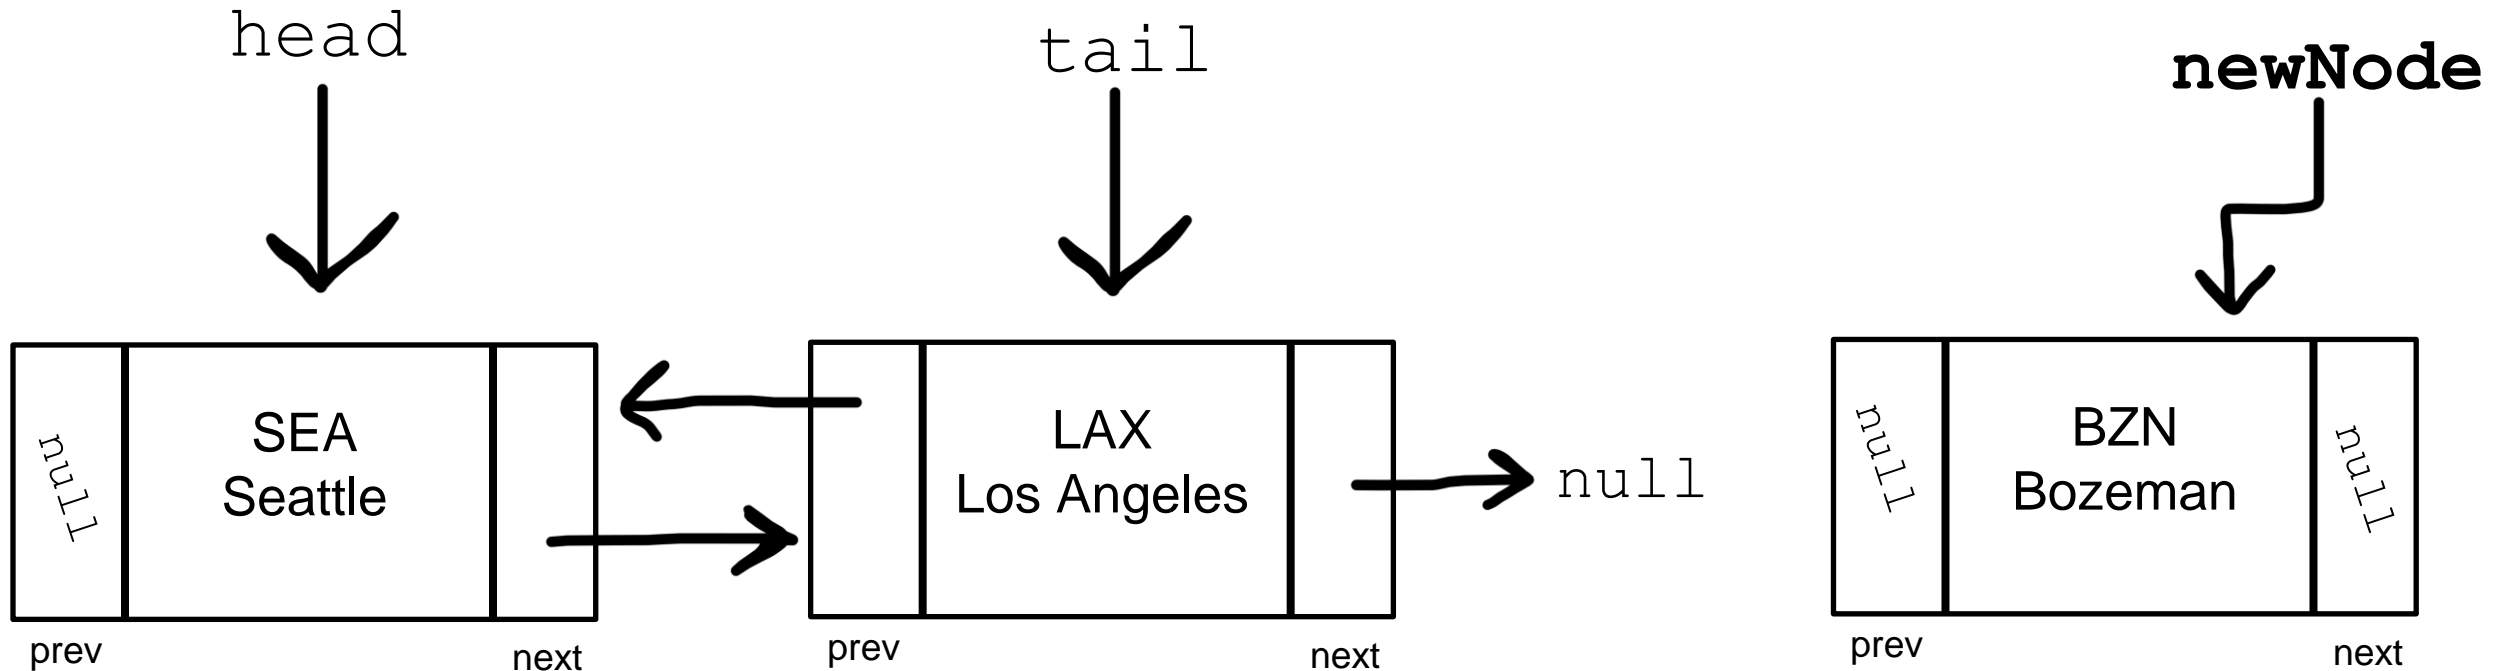 head
tail
newNode
null
SEA
Seattle
LAX
Los Angeles
null
null
BZN
Bozeman
null
prev
next
prev
next
prev
next